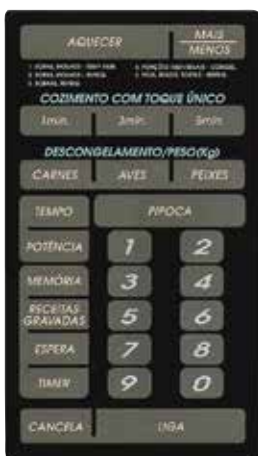 AQUECER
MAIS
MENOS
COZIMENTO COM TOQUE ÚNICO
1min. 3min. 5min.
DESCONGELAMENTO/PESO(Kg)
CARNES AVES PEIXES
TEMPO PIPOCA
POTÊNCIA 1 2
MEMÓRIA 3 4
RECEITAS
GRAVADAS 5 6
ESPERA 7 8
TIMER 9 0
CANCELA LIGA